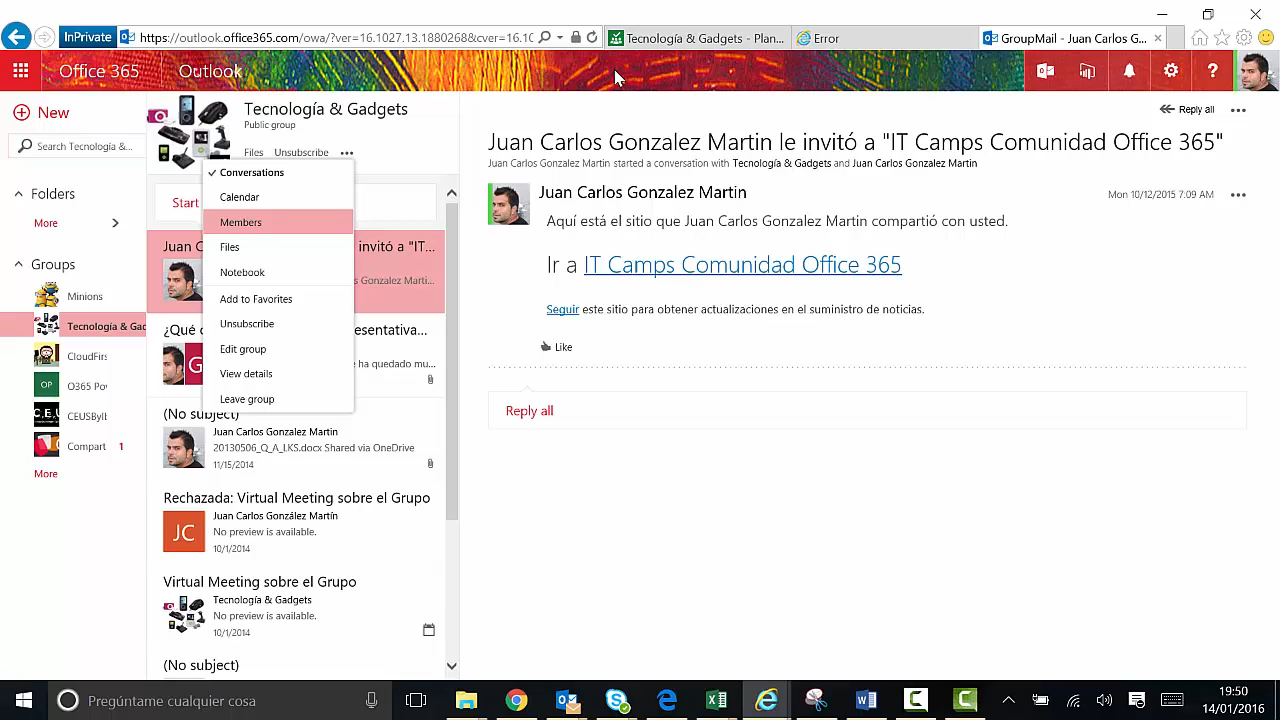 InPrivate
https://outlook.office365.com/owa/?ver=16.1027.13.1880268&cver=16.1C
Tecnología & Gadgets - Plan...
Error
GroupMail - Juan Carlos G...
Office 365
Outlook
New
Search Tecnología &...
Folders
More
Groups
Minions
Tecnología & Gac
CloudFirs
OP
O365 Pov
CEUSByIb
Compart
1
More
Tecnología & Gadgets
Public group
Files Unsubscribe
Conversations
Calendar
Members
Files
Notebook
Add to Favorites
Unsubscribe
Edit group
View details
Leave group
Start
Juan invitó a "IT...
s Gonzalez Marti...
¿Qué esentativa...
G
e ha quedado mu...
(No subject)
Juan Carlos Gonzalez Martin
20130506_Q_A_LKS.docx Shared via OneDrive
11/15/2014
Rechazada: Virtual Meeting sobre el Grupo
JC
Juan Carlos González Martín
No preview is available.
10/1/2014
Virtual Meeting sobre el Grupo
Tecnología & Gadgets
No preview is available.
10/1/2014
(No subject)
Reply all
Juan Carlos Gonzalez Martin le invitó a "IT Camps Comunidad Office 365"
Juan Carlos Gonzalez Martin started a conversation with Tecnología & Gadgets and Juan Carlos Gonzalez Martin
Juan Carlos Gonzalez Martin
Mon 10/12/2015 7:09 AM
Aquí está el sitio que Juan Carlos Gonzalez Martin compartió con usted.
Ir a IT Camps Comunidad Office 365
Seguir este sitio para obtener actualizaciones en el suministro de noticias.
Like
Reply all
Pregúntame cualquier cosa
19:50
14/01/2016